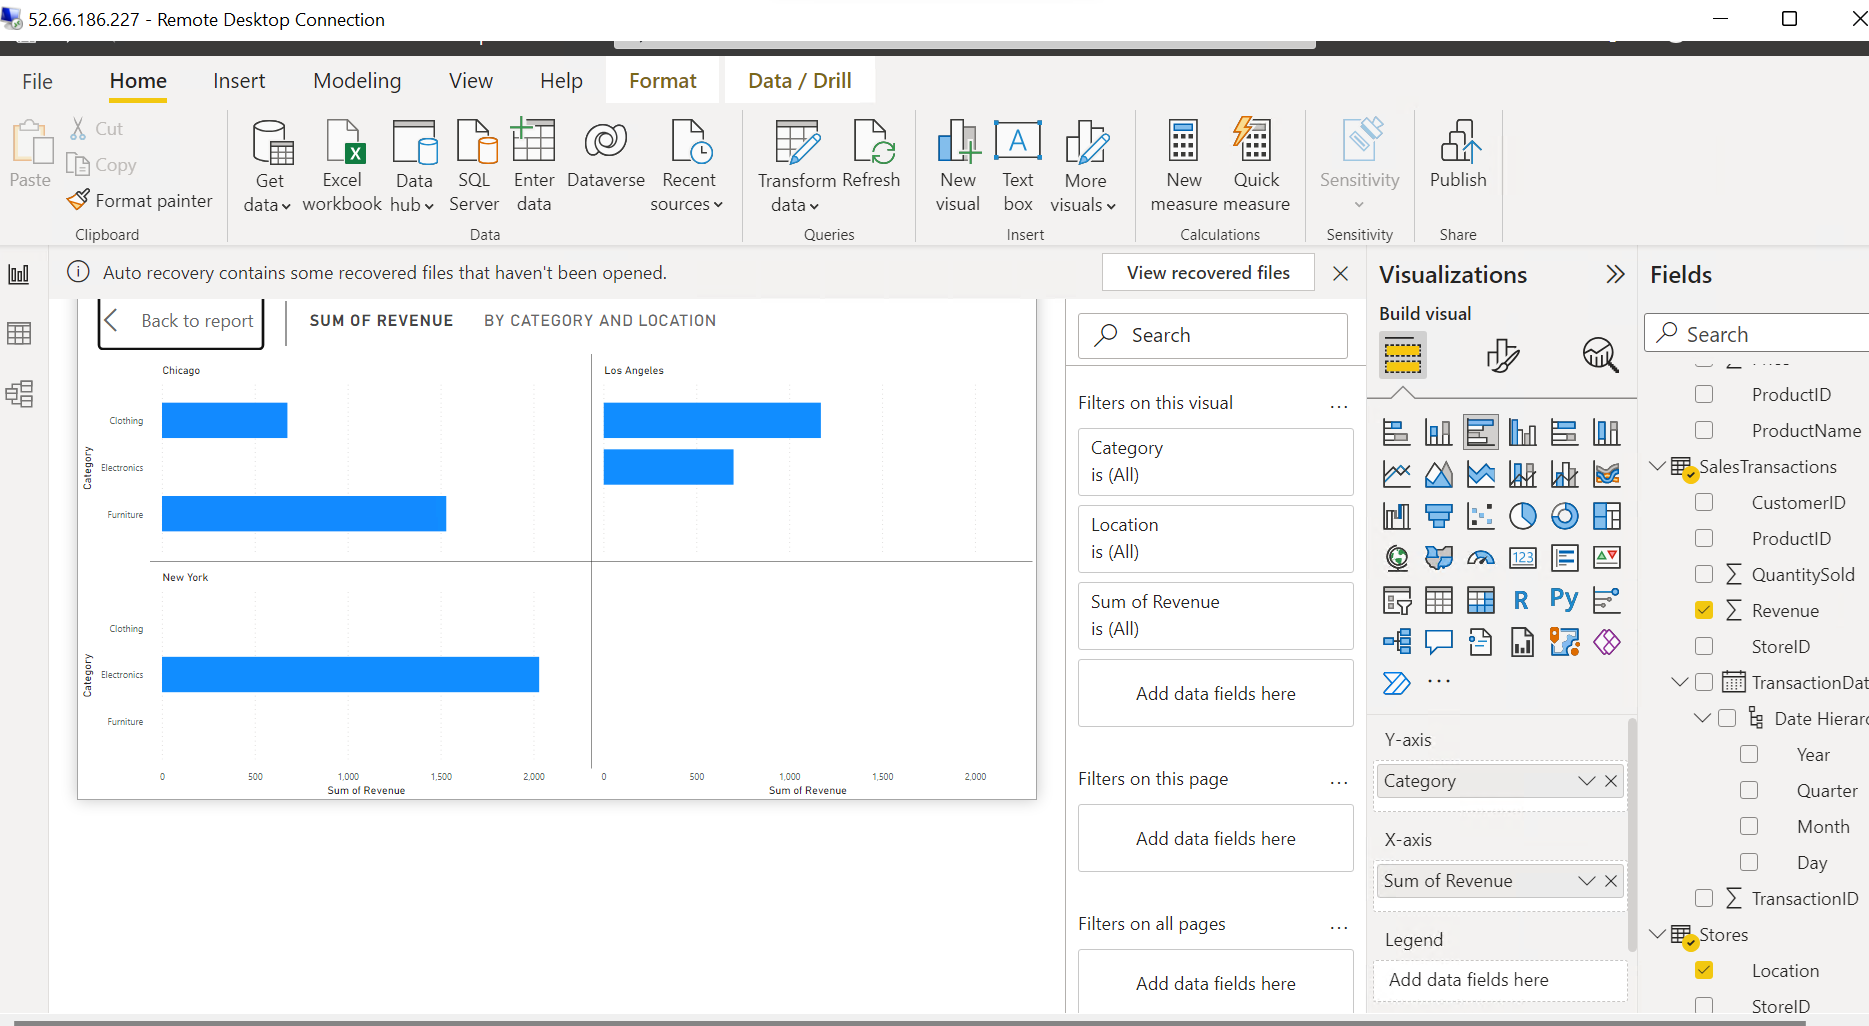 52.66.186.227 - Remote Desktop Connection
File
Home
Insert
Modeling
View
Help
Format
Data / Drill
Paste
Cut
Copy
Format painter
Clipboard
Get data
Excel workbook
Data hub
SQL Server
Enter data
Dataverse
Recent sources
Data
Transform data
Refresh
Queries
New visual
A
Text box
More visuals
Insert
New measure
Quick measure
Calculations
Sensitivity
Sensitivity
Publish
Share
Auto recovery contains some recovered files that haven't been opened.
View recovered files
Back to report
SUM OF REVENUE
BY CATEGORY AND LOCATION
Chicago
Los Angeles
Category
Clothing
Electronics
Furniture
New York
Category
Clothing
Electronics
Furniture
0 500 1,000 1,500 2,000
Sum of Revenue
0 500 1,000 1,500 2,000
Sum of Revenue
Search
Filters on this visual
...
Category
is (All)
Location
is (All)
Sum of Revenue
is (All)
Add data fields here
Filters on this page
...
Add data fields here
Filters on all pages
...
Add data fields here
Visualizations
Build visual
123
R
Py
...
Y-axis
Category
X-axis
Sum of Revenue
Legend
Add data fields here
Fields
Search
ProductID
ProductName
SalesTransactions
CustomerID
ProductID
QuantitySold
Revenue
StoreID
TransactionDat
Date Hierarc
Year
Quarter
Month
Day
TransactionID
Stores
Location
StoreID